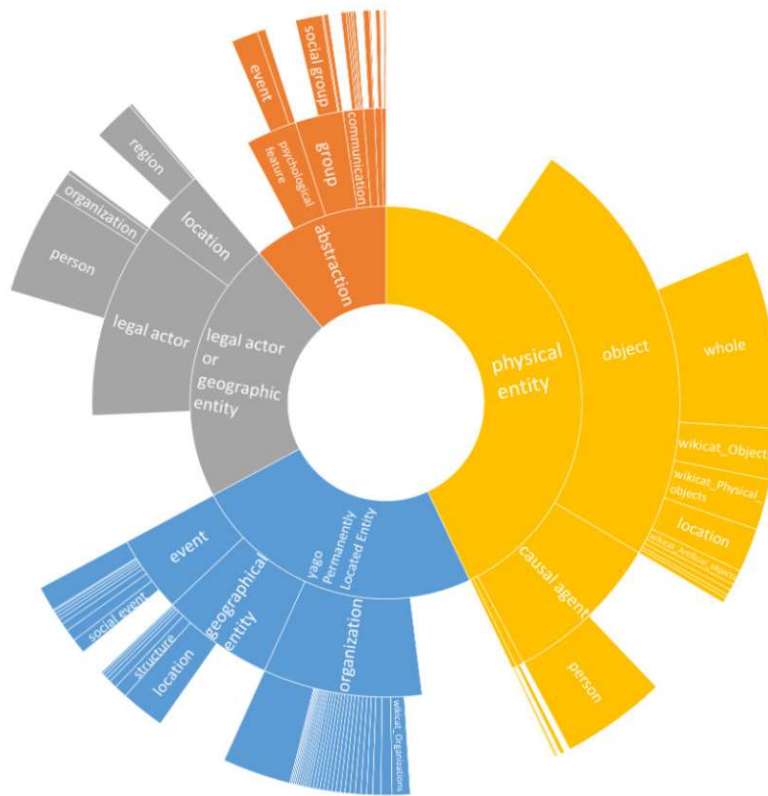 event
social group
psychological
feature
group
communication
abstraction
region
location
organization
person
legal actor
legal actor
or
geographic
entity
physical
entity
object
whole
wikicat_Object
wikicat_Physical_
objects
location
wikicat_Artificial_objects
causal agent
person
yago
Permanently
Located Entity
event
social event
geographical
entity
structure
location
organization
wikicat_Organizations